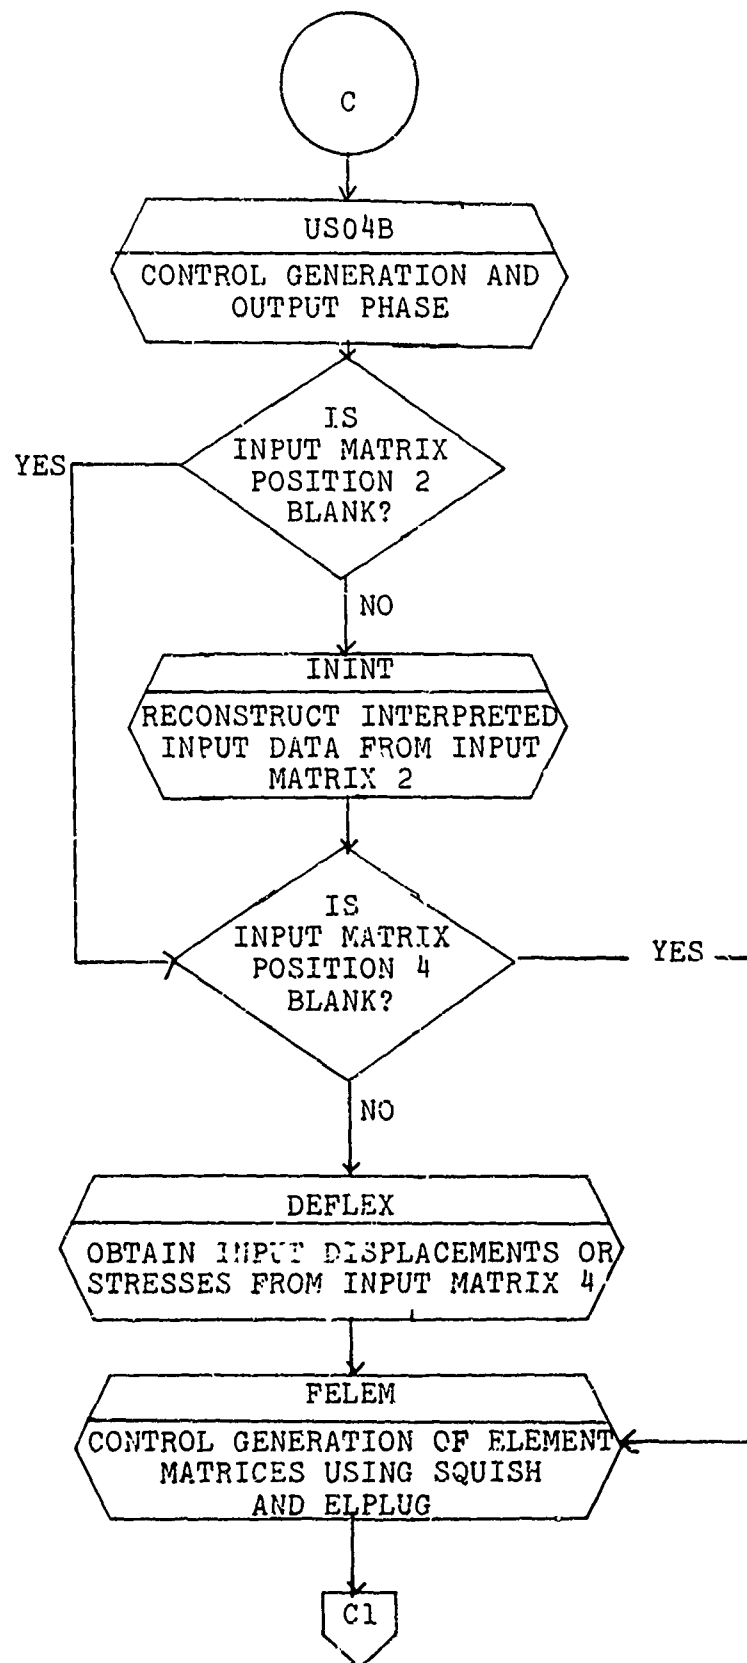 C
US04B
CONTROL GENERATION AND
OUTPUT PHASE
IS
INPUT MATRIX
POSITION 2
BLANK?
YES
NO
ININT
RECONSTRUCT INTERPRETED
INPUT DATA FROM INPUT
MATRIX 2
IS
INPUT MATRIX
POSITION 4
BLANK?
YES
NO
DEFLEX
OBTAIN INPUT DISPLACEMENTS OR
STRESSES FROM INPUT MATRIX 4
FELEM
CONTROL GENERATION OF ELEMENT
MATRICES USING SQUISH
AND ELPLUG
C1